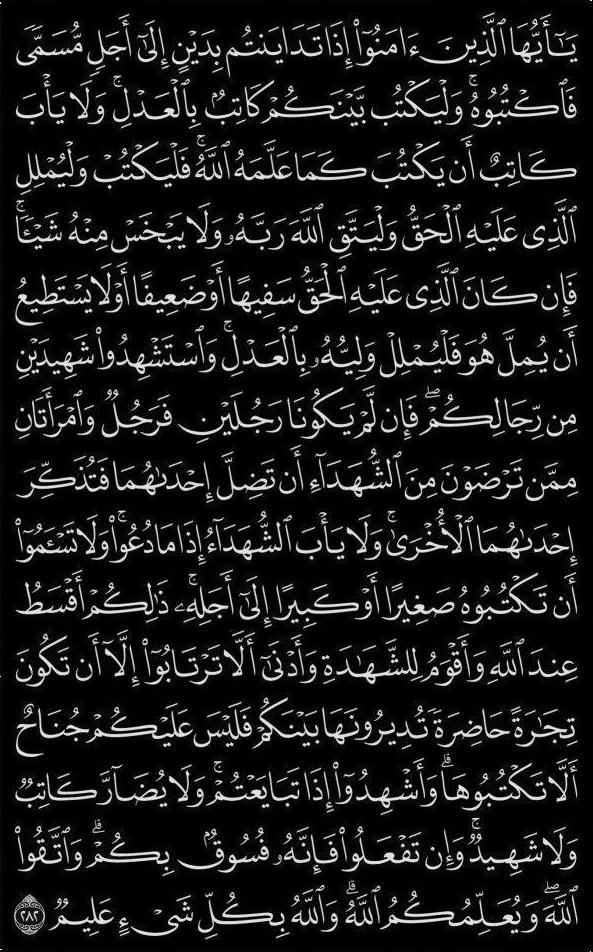 يَـٰٓأَيُّهَا ٱلَّذِينَ ءَامَنُوٓا۟ إِذَا تَدَايَنتُم بِدَيْنٍ إِلَىٰٓ أَجَلٍ مُّسَمًّى
فَٱكْتُبُوهُ ۚ وَلْيَكْتُب بَّيْنَكُمْ كَاتِبٌۢ بِٱلْعَدْلِ ۚ وَلَا يَأْبَ
كَاتِبٌ أَن يَكْتُبَ كَمَا عَلَّمَهُ ٱللَّهُ ۚ فَلْيَكْتُبْ وَلْيُمْلِلِ
ٱلَّذِى عَلَيْهِ ٱلْحَقُّ وَلْيَتَّقِ ٱللَّهَ رَبَّهُۥ وَلَا يَبْخَسْ مِنْهُ شَيْـًٔا ۚ
فَإِن كَانَ ٱلَّذِى عَلَيْهِ ٱلْحَقُّ سَفِيهًا أَوْ ضَعِيفًا أَوْ لَا يَسْتَطِيعُ
أَن يُمِلَّ هُوَ فَلْيُمْلِلْ وَلِيُّهُۥ بِٱلْعَدْلِ ۚ وَٱسْتَشْهِدُوا۟ شَهِيدَيْنِ
مِن رِّجَالِكُمْ ۖ فَإِن لَّمْ يَكُونَا رَجُلَيْنِ فَرَجُلٌ وَٱمْرَأَتَانِ
مِمَّن تَرْضَوْنَ مِنَ ٱلشُّهَدَآءِ أَن تَضِلَّ إِحْدَىٰهُمَا فَتُذَكِّرَ
إِحْدَىٰهُمَا ٱلْأُخْرَىٰ ۚ وَلَا يَأْبَ ٱلشُّهَدَآءُ إِذَا مَا دُعُوا۟ ۚ وَلَا تَسْـَٔمُوٓا۟
أَن تَكْتُبُوهُ صَغِيرًا أَوْ كَبِيرًا إِلَىٰٓ أَجَلِهِۦ ۚ ذَٰلِكُمْ أَقْسَطُ
عِندَ ٱللَّهِ وَأَقْوَمُ لِلشَّهَـٰدَةِ وَأَدْنَىٰٓ أَلَّا تَرْتَابُوٓا۟ ۖ إِلَّآ أَن تَكُونَ
تِجَـٰرَةً حَاضِرَةً تُدِيرُونَهَا بَيْنَكُمْ فَلَيْسَ عَلَيْكُمْ جُنَاحٌ
أَلَّا تَكْتُبُوهَا ۗ وَأَشْهِدُوٓا۟ إِذَا تَبَايَعْتُمْ ۚ وَلَا يُضَآرَّ كَاتِبٌ
وَلَا شَهِيدٌ ۚ وَإِن تَفْعَلُوا۟ فَإِنَّهُۥ فُسُوقٌۢ بِكُمْ ۗ وَٱتَّقُوا۟
ٱللَّهَ ۖ وَيُعَلِّمُكُمُ ٱللَّهُ ۗ وَٱللَّهُ بِكُلِّ شَىْءٍ عَلِيمٌ ٢٨٢